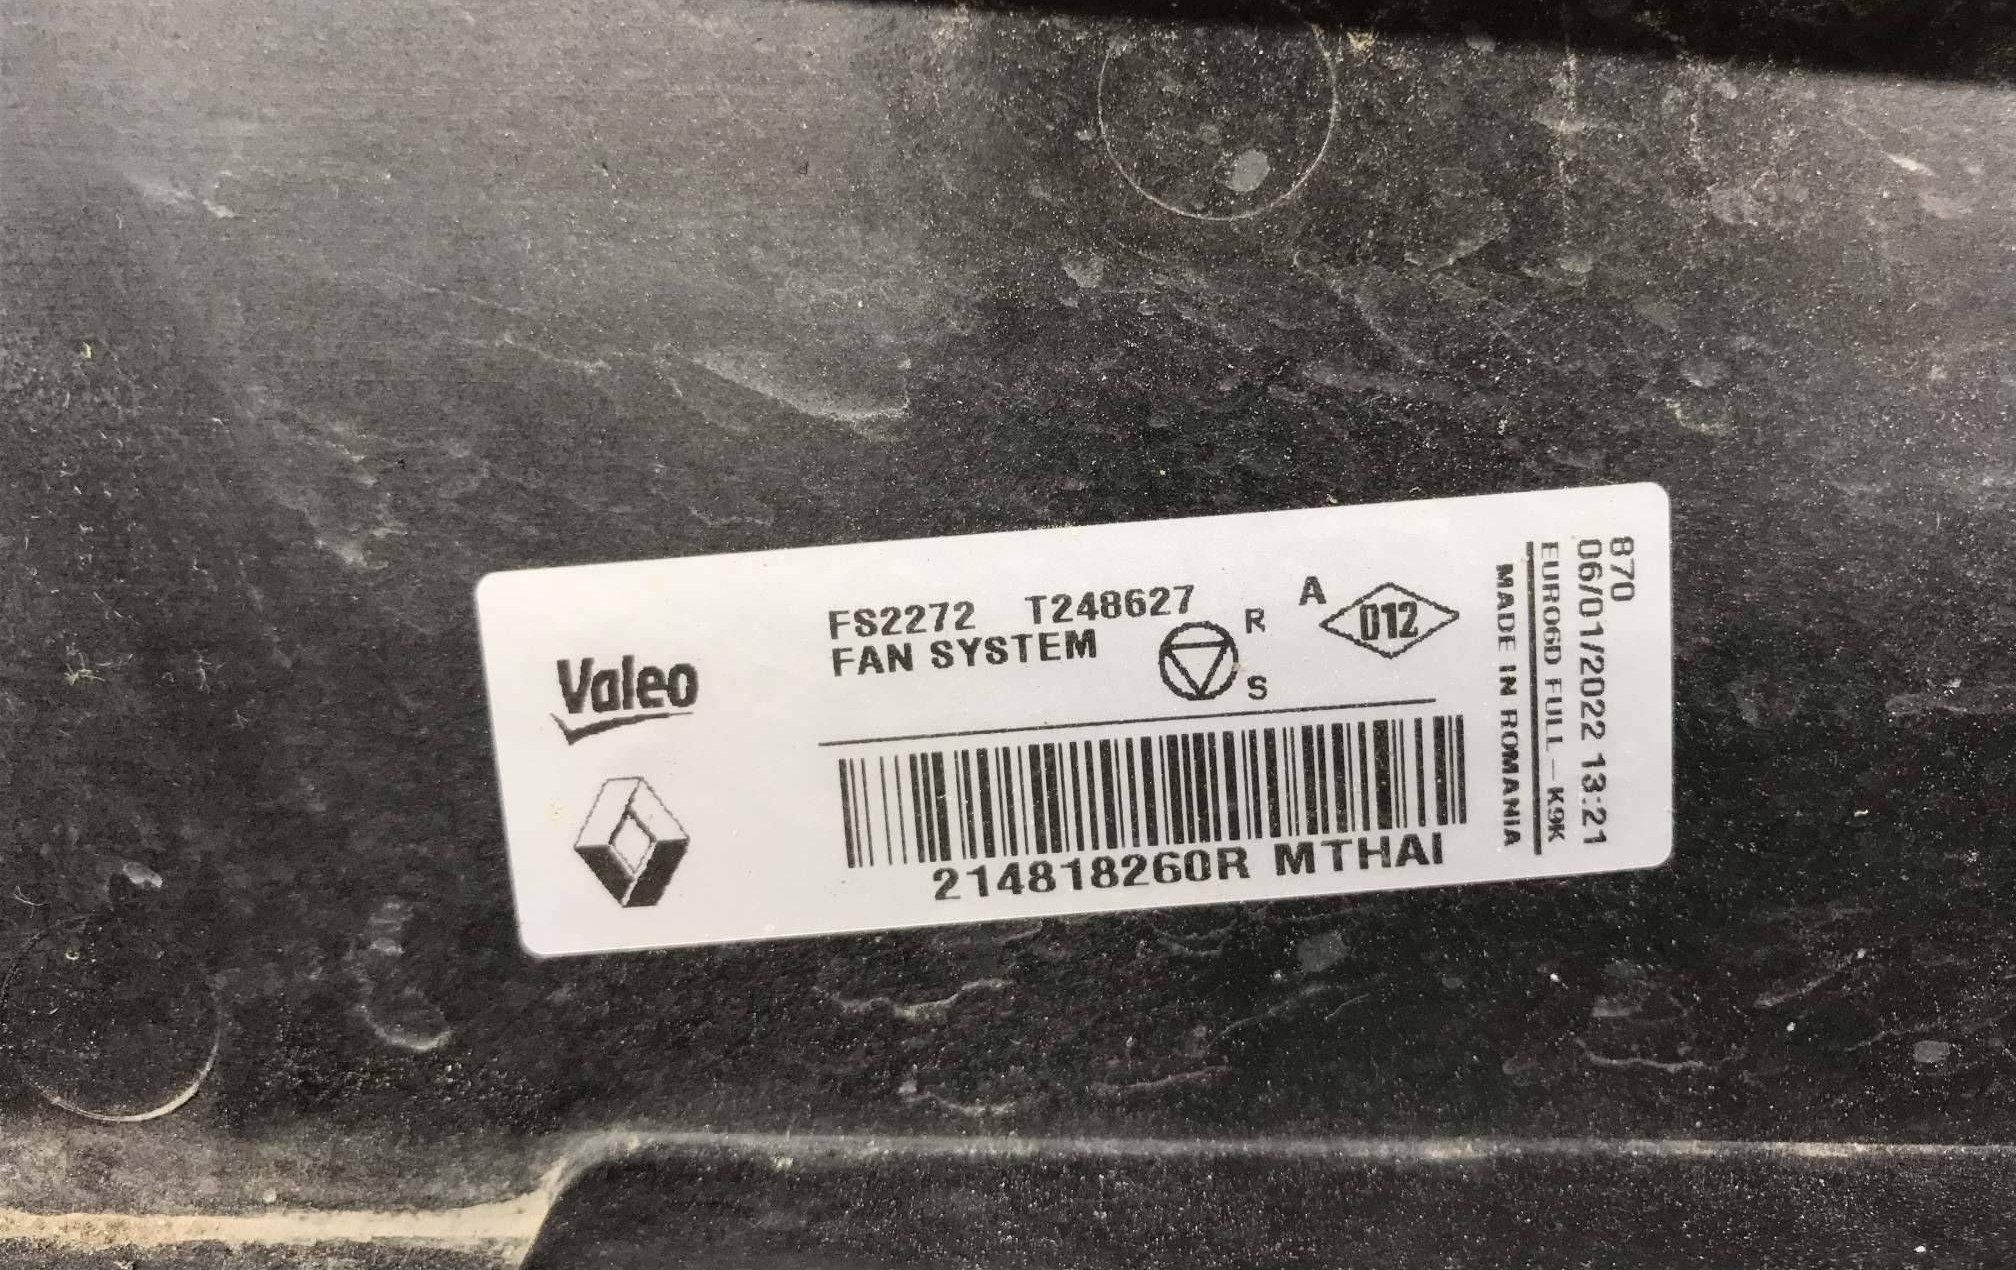 Valeo
FS2272 T248627
FAN SYSTEM
R
S
A
012
214818260R MTHAI
870
06/01/2022 13:21
EURO6D FULL - K9K
MADE IN ROMANIA